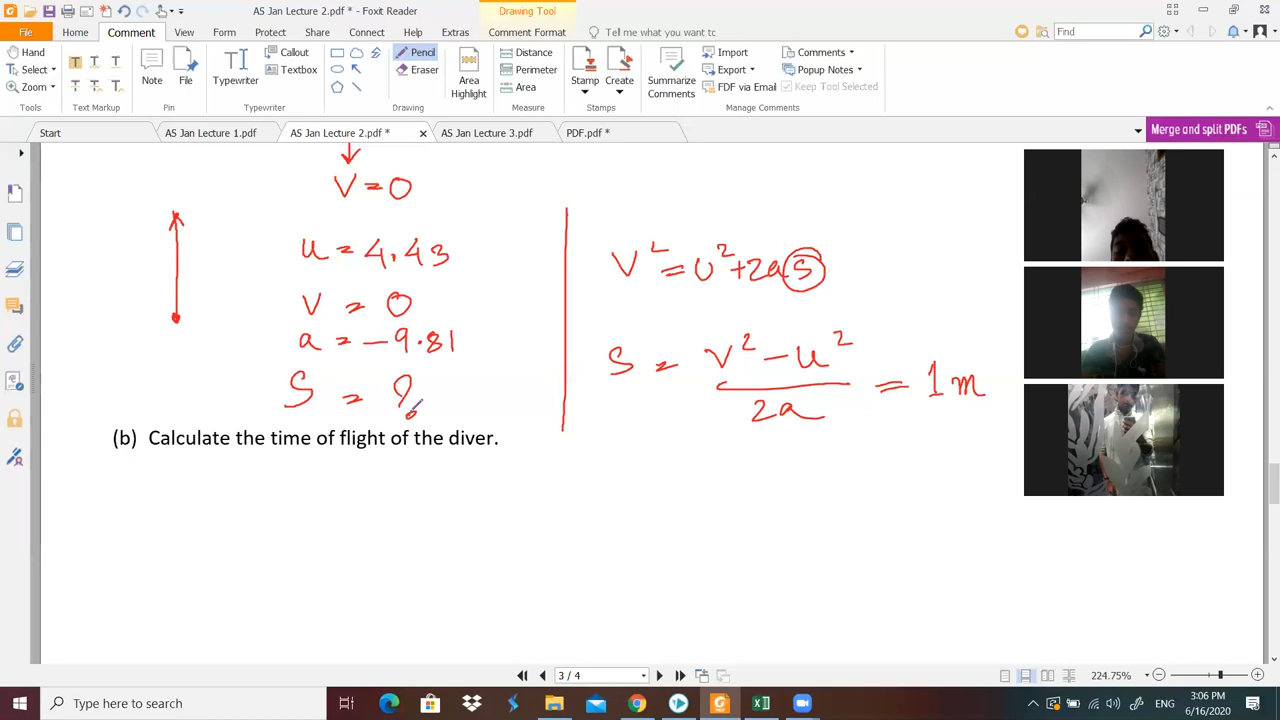 AS Jan Lecture 2.pdf * - Foxit Reader
Drawing Tool
File Home Comment View Form Protect Share Connect Help Extras Comment Format Tell me what you want tc Find
Hand Select Zoom
Tools
Text Markup
Note File
Pin
Typewriter Callout Textbox
Typewriter
Pencil Eraser
Drawing
Area Highlight
Distance Perimeter Area
Measure
Stamp Create
Stamps
Summarize Comments Import Export FDF via Email Comments Popup Notes Keep Tool Selected
Manage Comments
Start AS Jan Lecture 1.pdf AS Jan Lecture 2.pdf * AS Jan Lecture 3.pdf PDF.pdf * Merge and split PDFs
V = 0
u = 4.43
V = 0
a = -9.81
S = ?
V² = U² + 2aS
S = V² - u² / 2a = 1m
(b) Calculate the time of flight of the diver.
3 / 4 224.75%
Type here to search
ENG 3:06 PM
6/16/2020